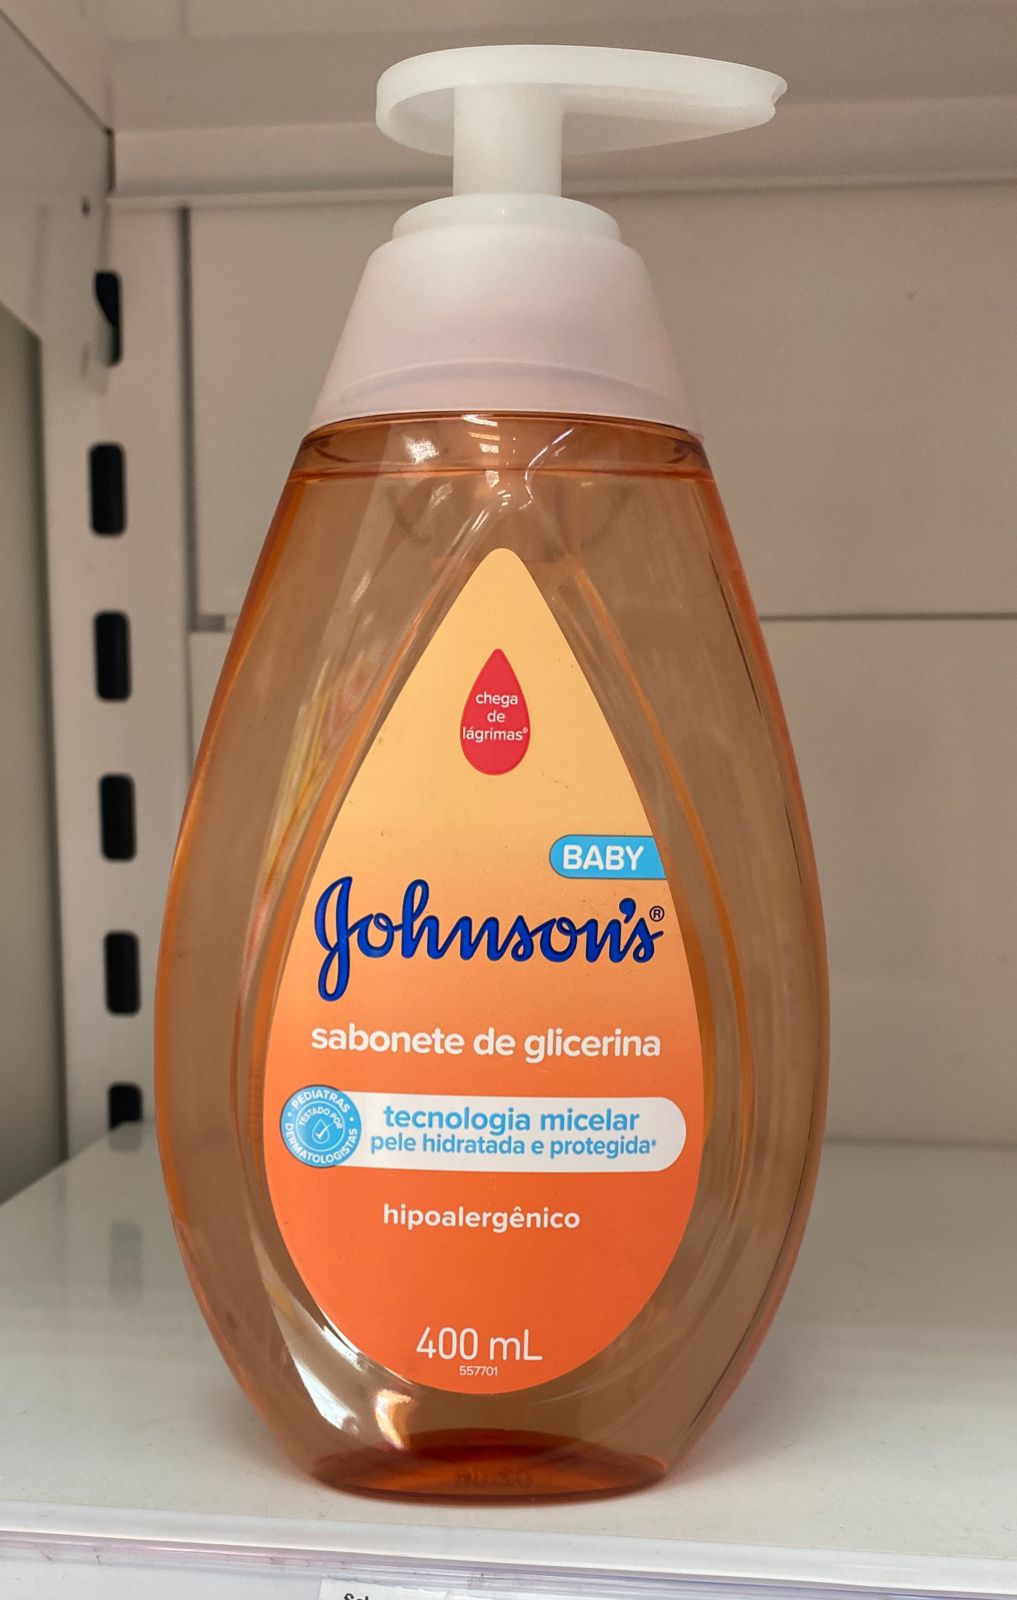 chega
de
lágrimas®
BABY
Johnson's®
sabonete de glicerina
PEDIATRAS
TESTADO POR
DERMATOLOGISTAS
tecnologia micelar
pele hidratada e protegida*
hipoalergênico
400 mL
557701